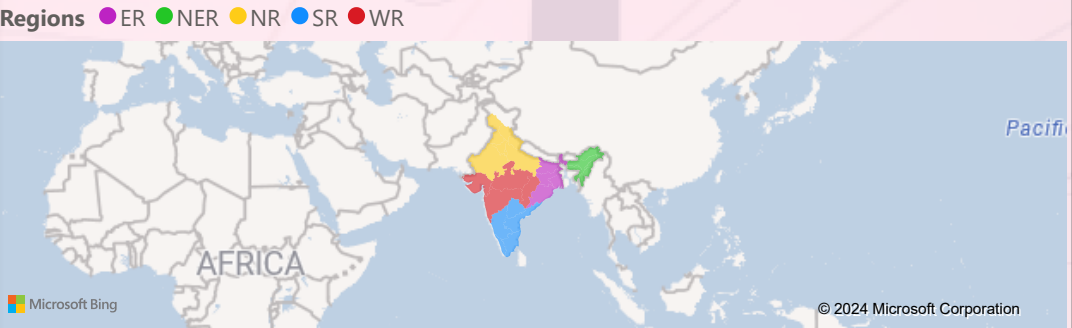 Regions ER NER NR SR WR
Pacific
AFRICA
Microsoft Bing
© 2024 Microsoft Corporation